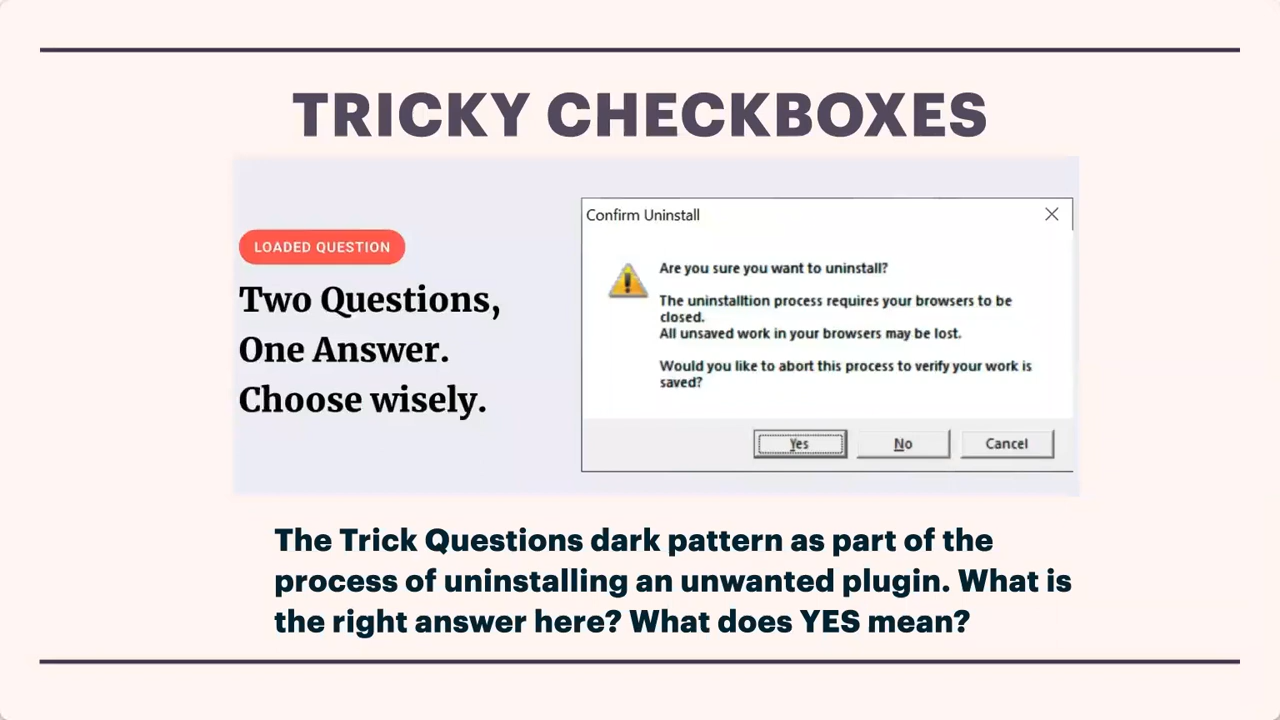 TRICKY CHECKBOXES
LOADED QUESTION
Two Questions,
One Answer.
Choose wisely.
Confirm Uninstall
Are you sure you want to uninstall?
The uninstalltion process requires your browsers to be
closed.
All unsaved work in your browsers may be lost.
Would you like to abort this process to verify your work is
saved?
Yes
No
Cancel
The Trick Questions dark pattern as part of the
process of uninstalling an unwanted plugin. What is
the right answer here? What does YES mean?